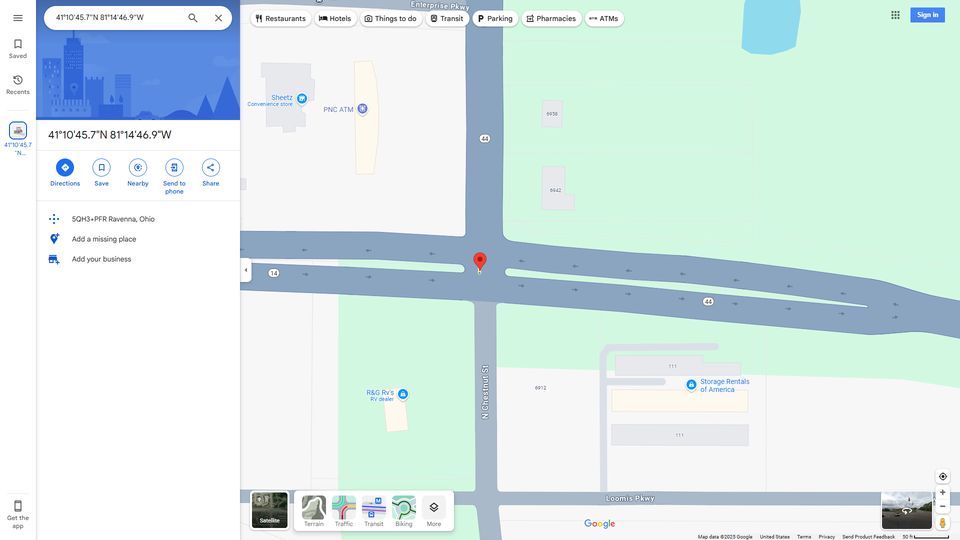 41°10'45.7"N 81°14'46.9"W
Restaurants
Hotels
Things to do
Transit
Parking
Pharmacies
ATMs
Sign in
Saved
Recents
41°10'45.7
"N...
Get the
app
41°10'45.7"N 81°14'46.9"W
Directions
Save
Nearby
Send to
phone
Share
5QH3+PFR Ravenna, Ohio
Add a missing place
Add your business
Enterprise Pkwy
Sheetz
Convenience store
PNC ATM
44
6938
6942
14
44
N Chestnut St
R&G Rv's
RV dealer
6912
111
Storage Rentals
of America
111
Loomis Pkwy
Satellite
Terrain
Traffic
Transit
Biking
More
Google
Map data ©2025 Google
United States
Terms
Privacy
Send Product Feedback
50 ft